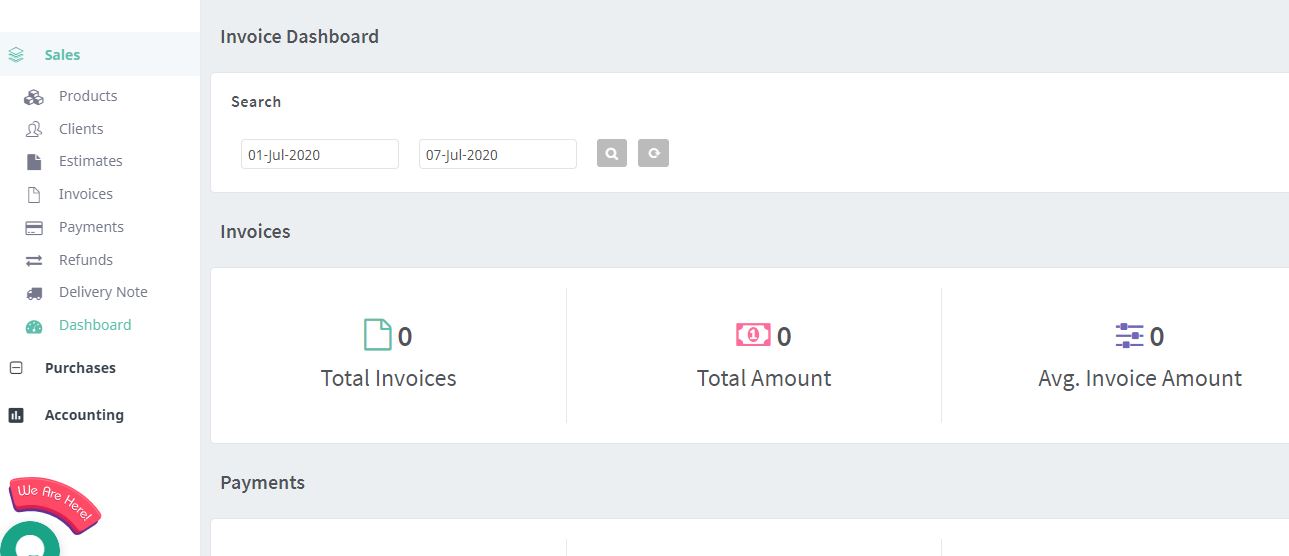 Sales
Products
Clients
Estimates
Invoices
Payments
Refunds
Delivery Note
Dashboard
Purchases
Accounting
We Are Here!
Invoice Dashboard
Search
01-Jul-2020 07-Jul-2020
Invoices
0 0 0
Total Invoices Total Amount Avg. Invoice Amount
Payments